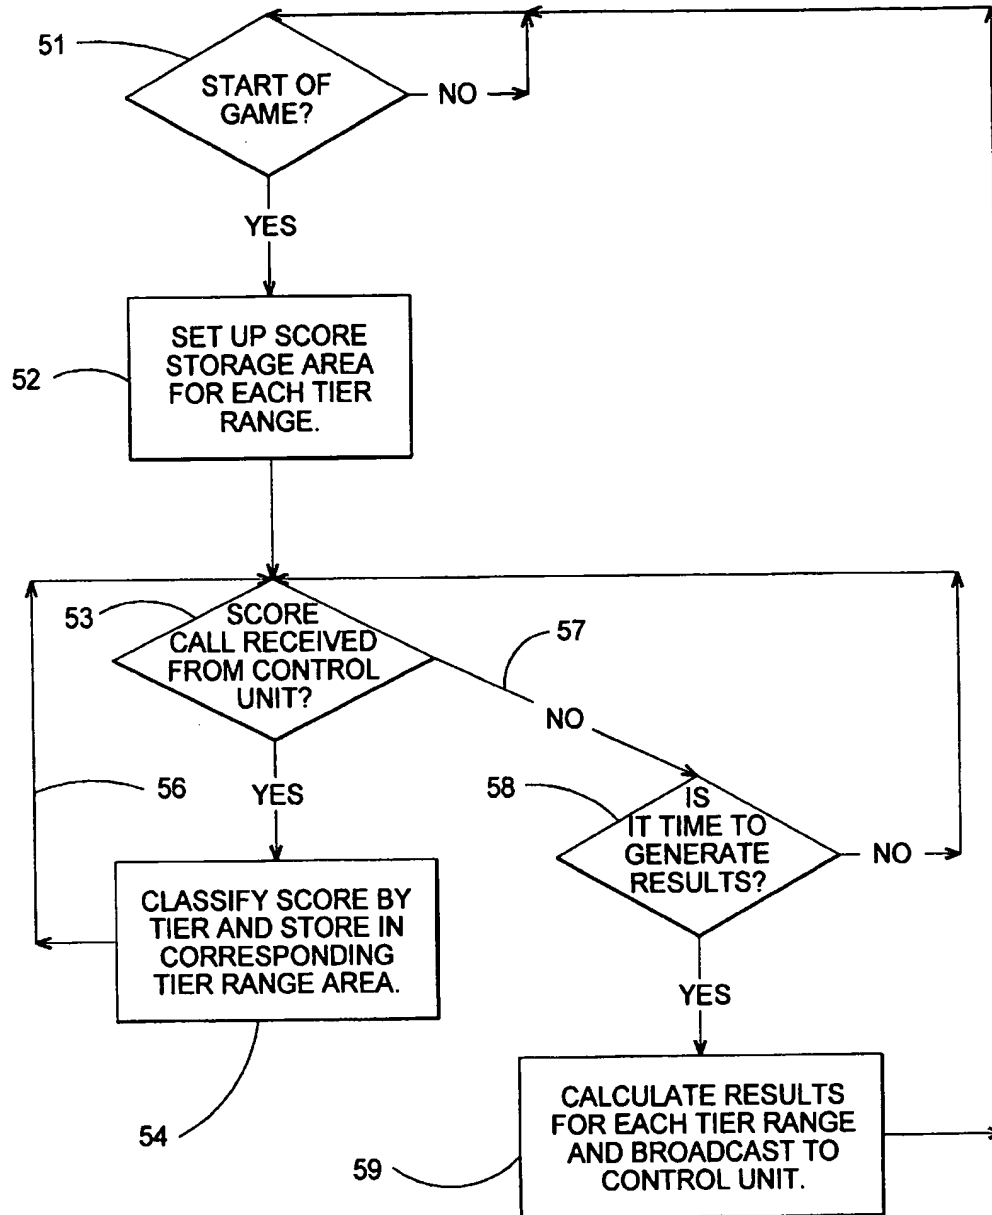 51
START OF
GAME?
NO
YES
SET UP SCORE
STORAGE AREA
FOR EACH TIER
RANGE.
52
53
SCORE
CALL RECEIVED
FROM CONTROL
UNIT?
57
NO
56
YES
58
IS
IT TIME TO
GENERATE
RESULTS?
NO
CLASSIFY SCORE BY
TIER AND STORE IN
CORRESPONDING
TIER RANGE AREA.
YES
54
CALCULATE RESULTS
FOR EACH TIER RANGE
AND BROADCAST TO
CONTROL UNIT.
59